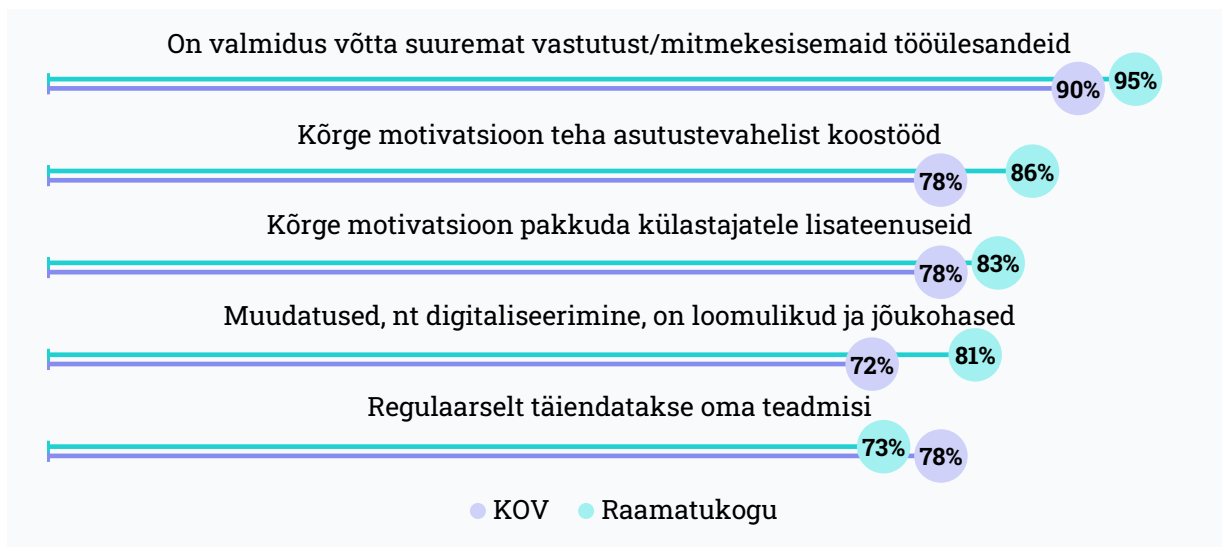 On valmidus võtta suuremat vastutust/mitmekesisemaid tööülesandeid
90% 95%
Kõrge motivatsioon teha asutustevahelist koostööd
78% 86%
Kõrge motivatsioon pakkuda külastajatele lisateenuseid
78% 83%
Muudatused, nt digitaliseerimine, on loomulikud ja jõukohased
72% 81%
Regulaarselt täiendatakse oma teadmisi
73% 78%
KOV Raamatukogu